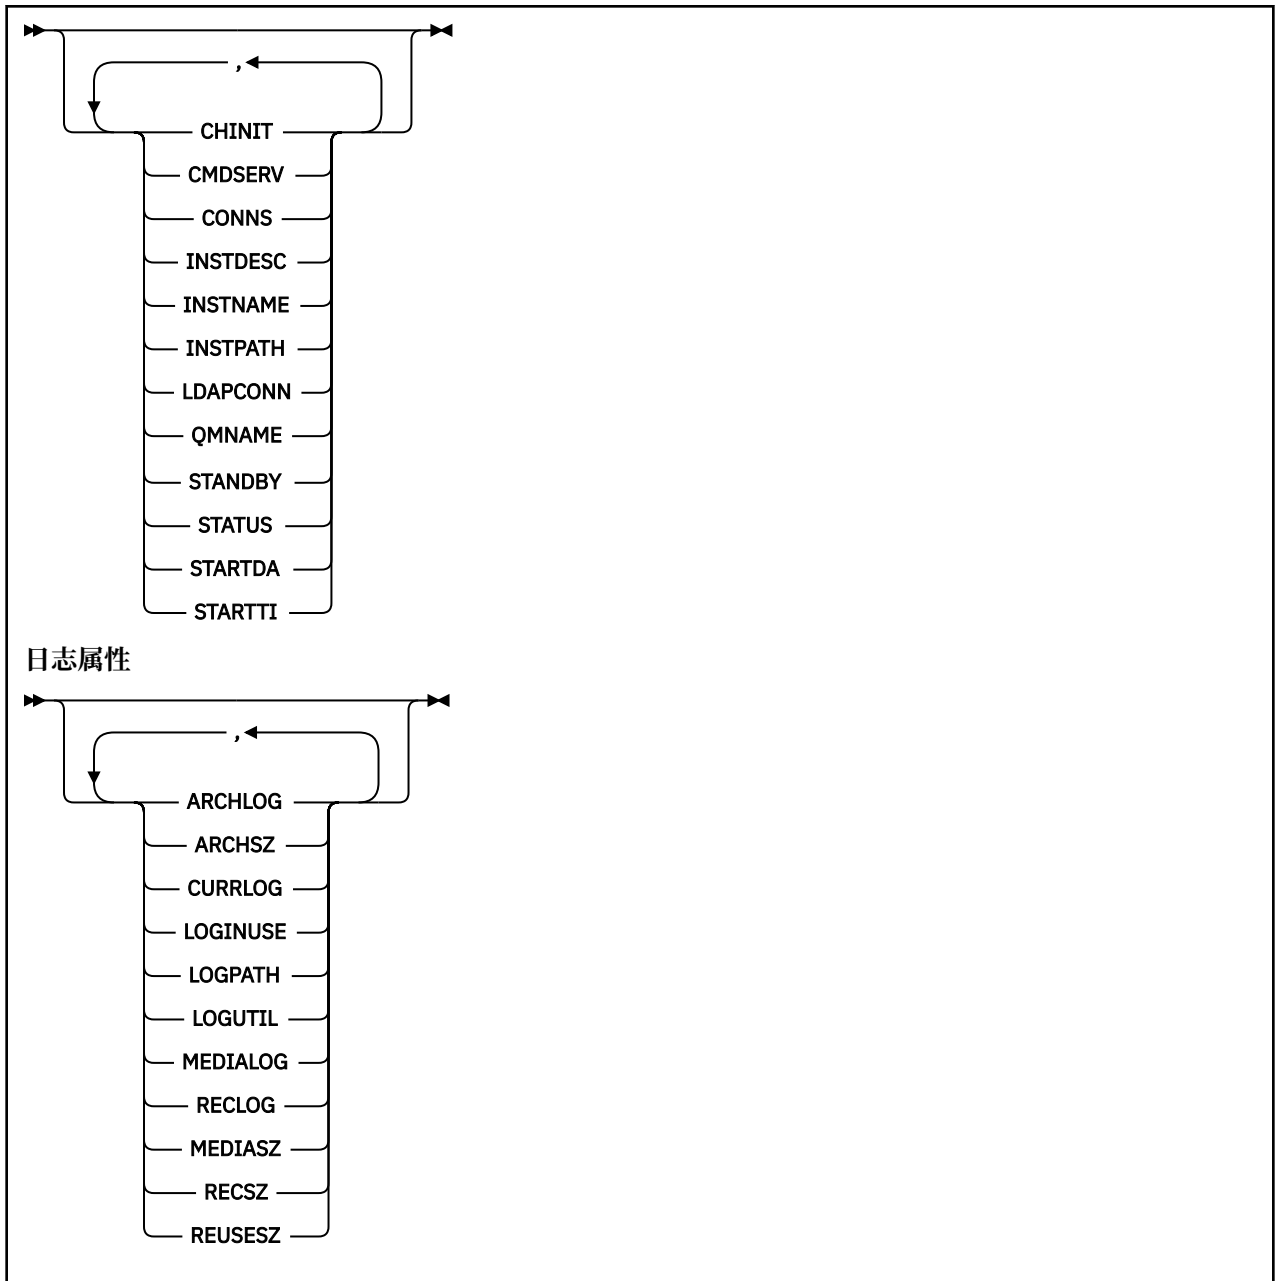 ,
CHINIT
CMDSERV
CONNS
INSTDESC
INSTNAME
INSTPATH
LDAPCONN
QMNAME
STANDBY
STATUS
STARTDA
STARTTI
日志属性
,
ARCHLOG
ARCHSZ
CURRLOG
LOGINUSE
LOGPATH
LOGUTIL
MEDIALOG
RECLOG
MEDIASZ
RECSZ
REUSESZ